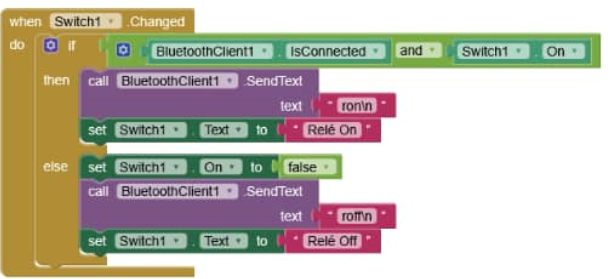 when Switch1 .Changed
do if BluetoothClient1 . IsConnected and Switch1 . On
then call BluetoothClient1 .SendText
text " ron\n "
set Switch1 . Text to " Relé On "
else set Switch1 . On to false
call BluetoothClient1 .SendText
text " roff\n "
set Switch1 . Text to " Relé Off "